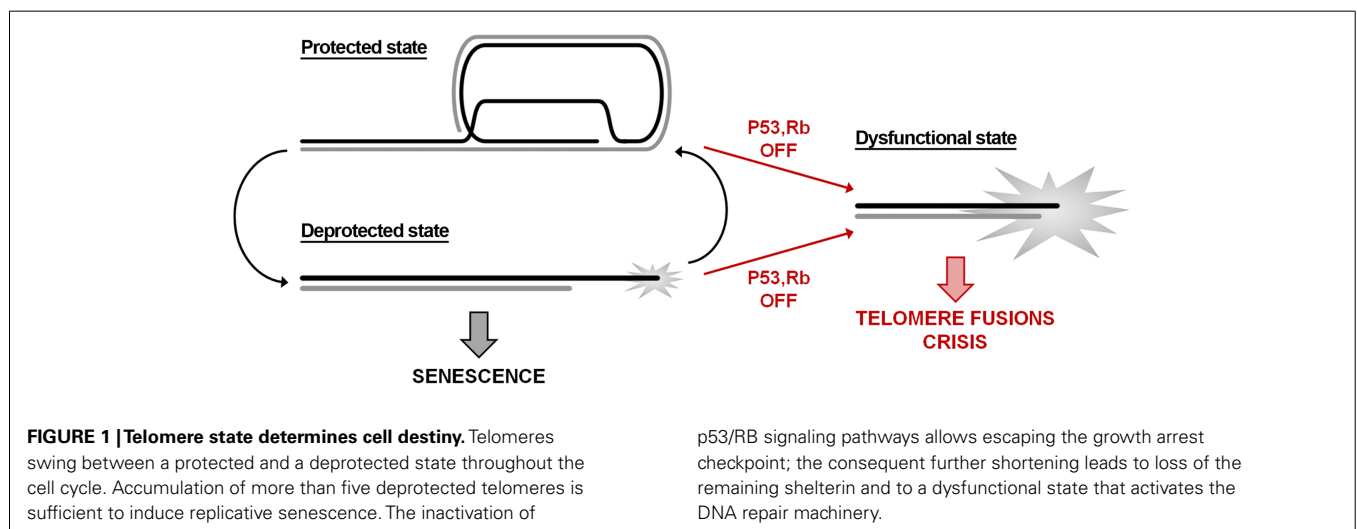 Protected state
P53,Rb
OFF
Dysfunctional state
Deprotected state
P53,Rb
OFF
TELOMERE FUSIONS
CRISIS
SENESCENCE
FIGURE 1 | Telomere state determines cell destiny. Telomeres
swing between a protected and a deprotected state throughout the
cell cycle. Accumulation of more than five deprotected telomeres is
sufficient to induce replicative senescence. The inactivation of
p53/RB signaling pathways allows escaping the growth arrest
checkpoint; the consequent further shortening leads to loss of the
remaining shelterin and to a dysfunctional state that activates the
DNA repair machinery.